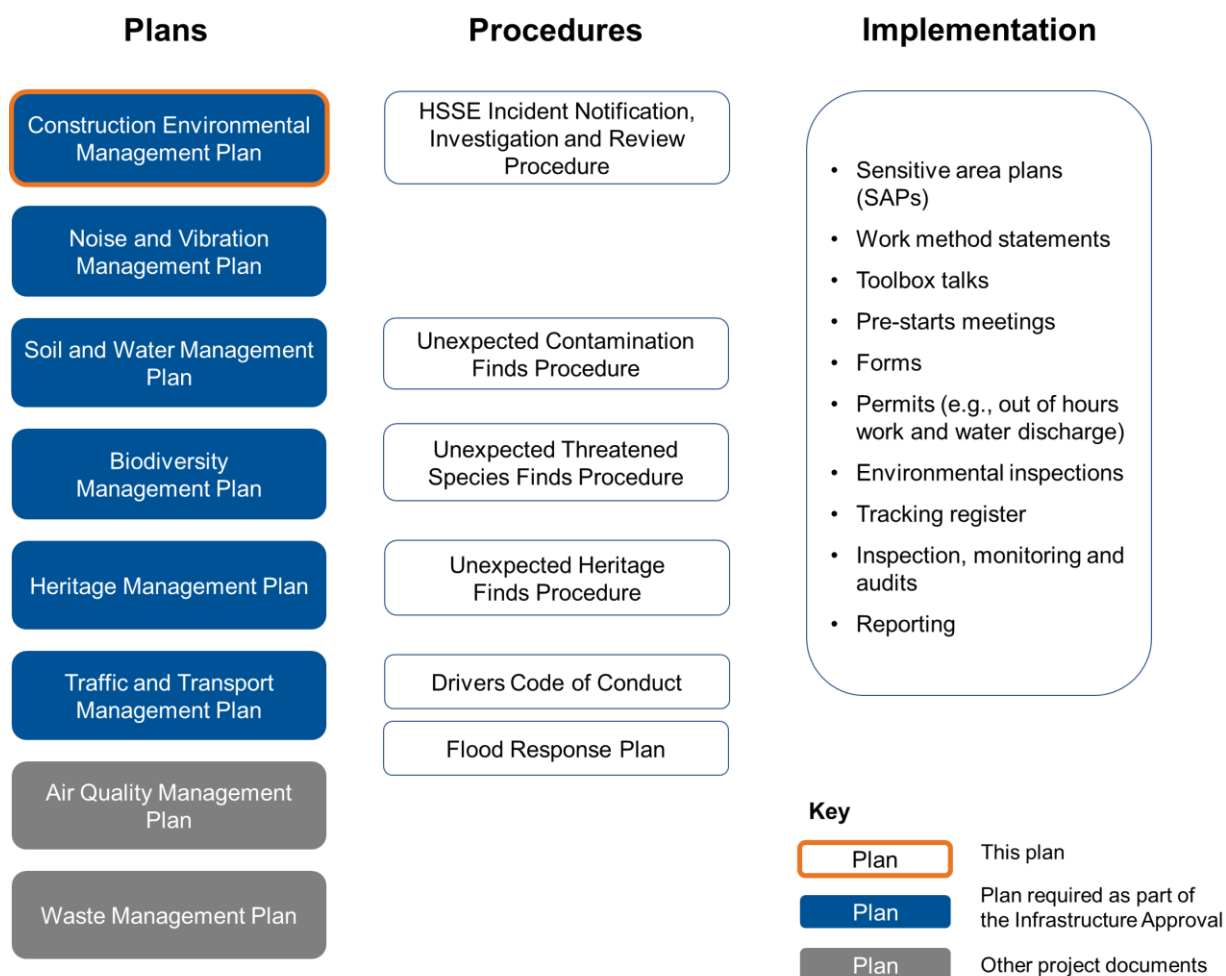 Plans
Procedures
Implementation
Construction Environmental
Management Plan
Noise and Vibration
Management Plan
Soil and Water Management
Plan
Biodiversity
Management Plan
Heritage Management Plan
Traffic and Transport
Management Plan
Air Quality Management
Plan
Waste Management Plan
HSSE Incident Notification,
Investigation and Review
Procedure
Unexpected Contamination
Finds Procedure
Unexpected Threatened
Species Finds Procedure
Unexpected Heritage
Finds Procedure
Drivers Code of Conduct
Flood Response Plan
• Sensitive area plans
(SAPs)
• Work method statements
• Toolbox talks
• Pre-starts meetings
• Forms
• Permits (e.g., out of hours
work and water discharge)
• Environmental inspections
• Tracking register
• Inspection, monitoring and
audits
• Reporting
Key
Plan
This plan
Plan
Plan required as part of
the Infrastructure Approval
Plan
Other project documents